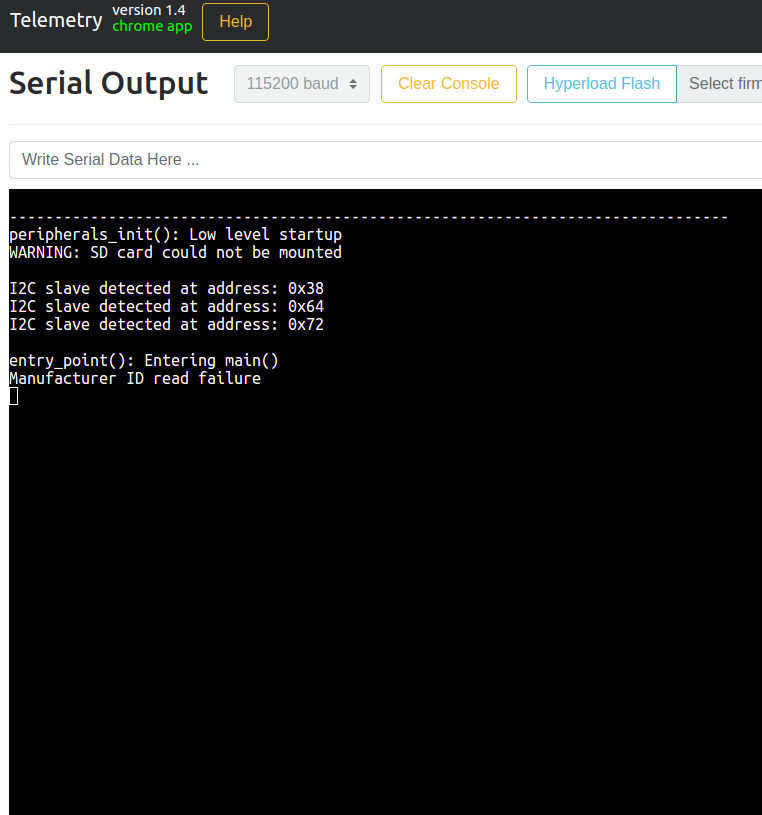 Telemetry
version 1.4
chrome app
Help
Serial Output
115200 baud
Clear Console
Hyperload Flash
Select firm
Write Serial Data Here ...
--------------------------------------------------------------------------------
peripherals_init(): Low level startup
WARNING: SD card could not be mounted
I2C slave detected at address: 0x38
I2C slave detected at address: 0x64
I2C slave detected at address: 0x72
entry_point(): Entering main()
Manufacturer ID read failure